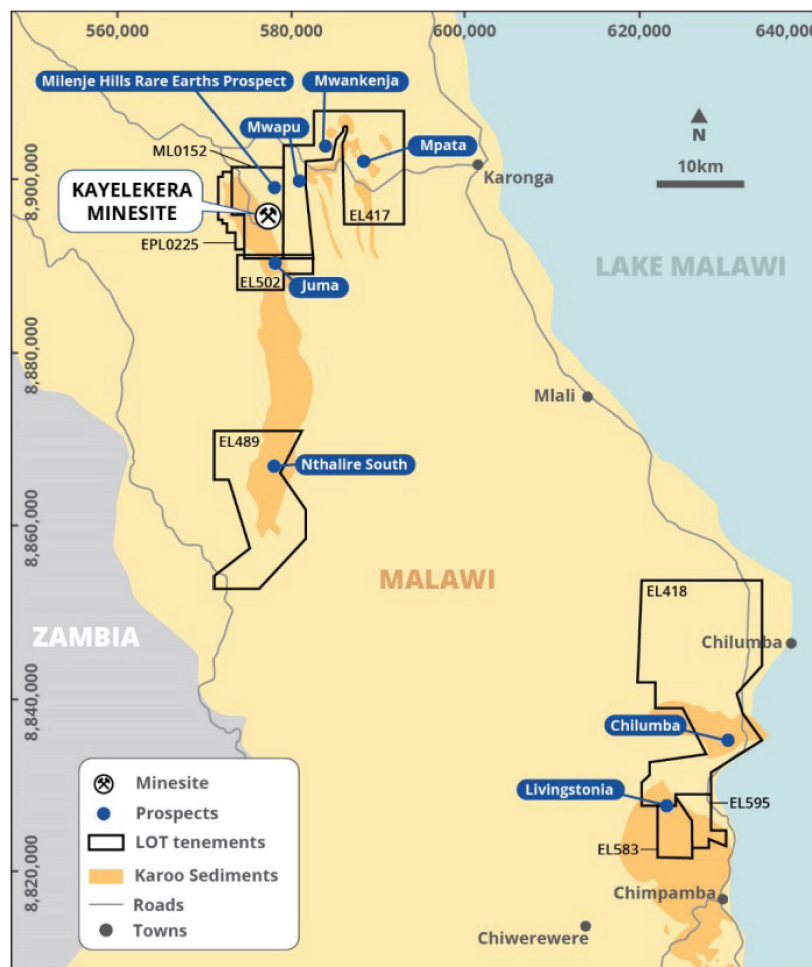 560,000
580,000
600,000
620,000
640,000
Milenje Hills Rare Earths Prospect
Mwankenja
Mwapu
Mpata
ML0152
N
10km
8,900,000
KAYELEKERA
MINESITE
Karonga
EL417
EPL0225
EL502
Juma
LAKE MALAWI
8,880,000
Mlali
EL489
Nthalire South
8,860,000
MALAWI
EL418
ZAMBIA
Chilumba
8,840,000
Chilumba
Minesite
Prospects
LOT tenements
Karoo Sediments
Roads
Towns
Livingstonia
EL595
EL583
8,820,000
Chimpamba
Chiwerewere